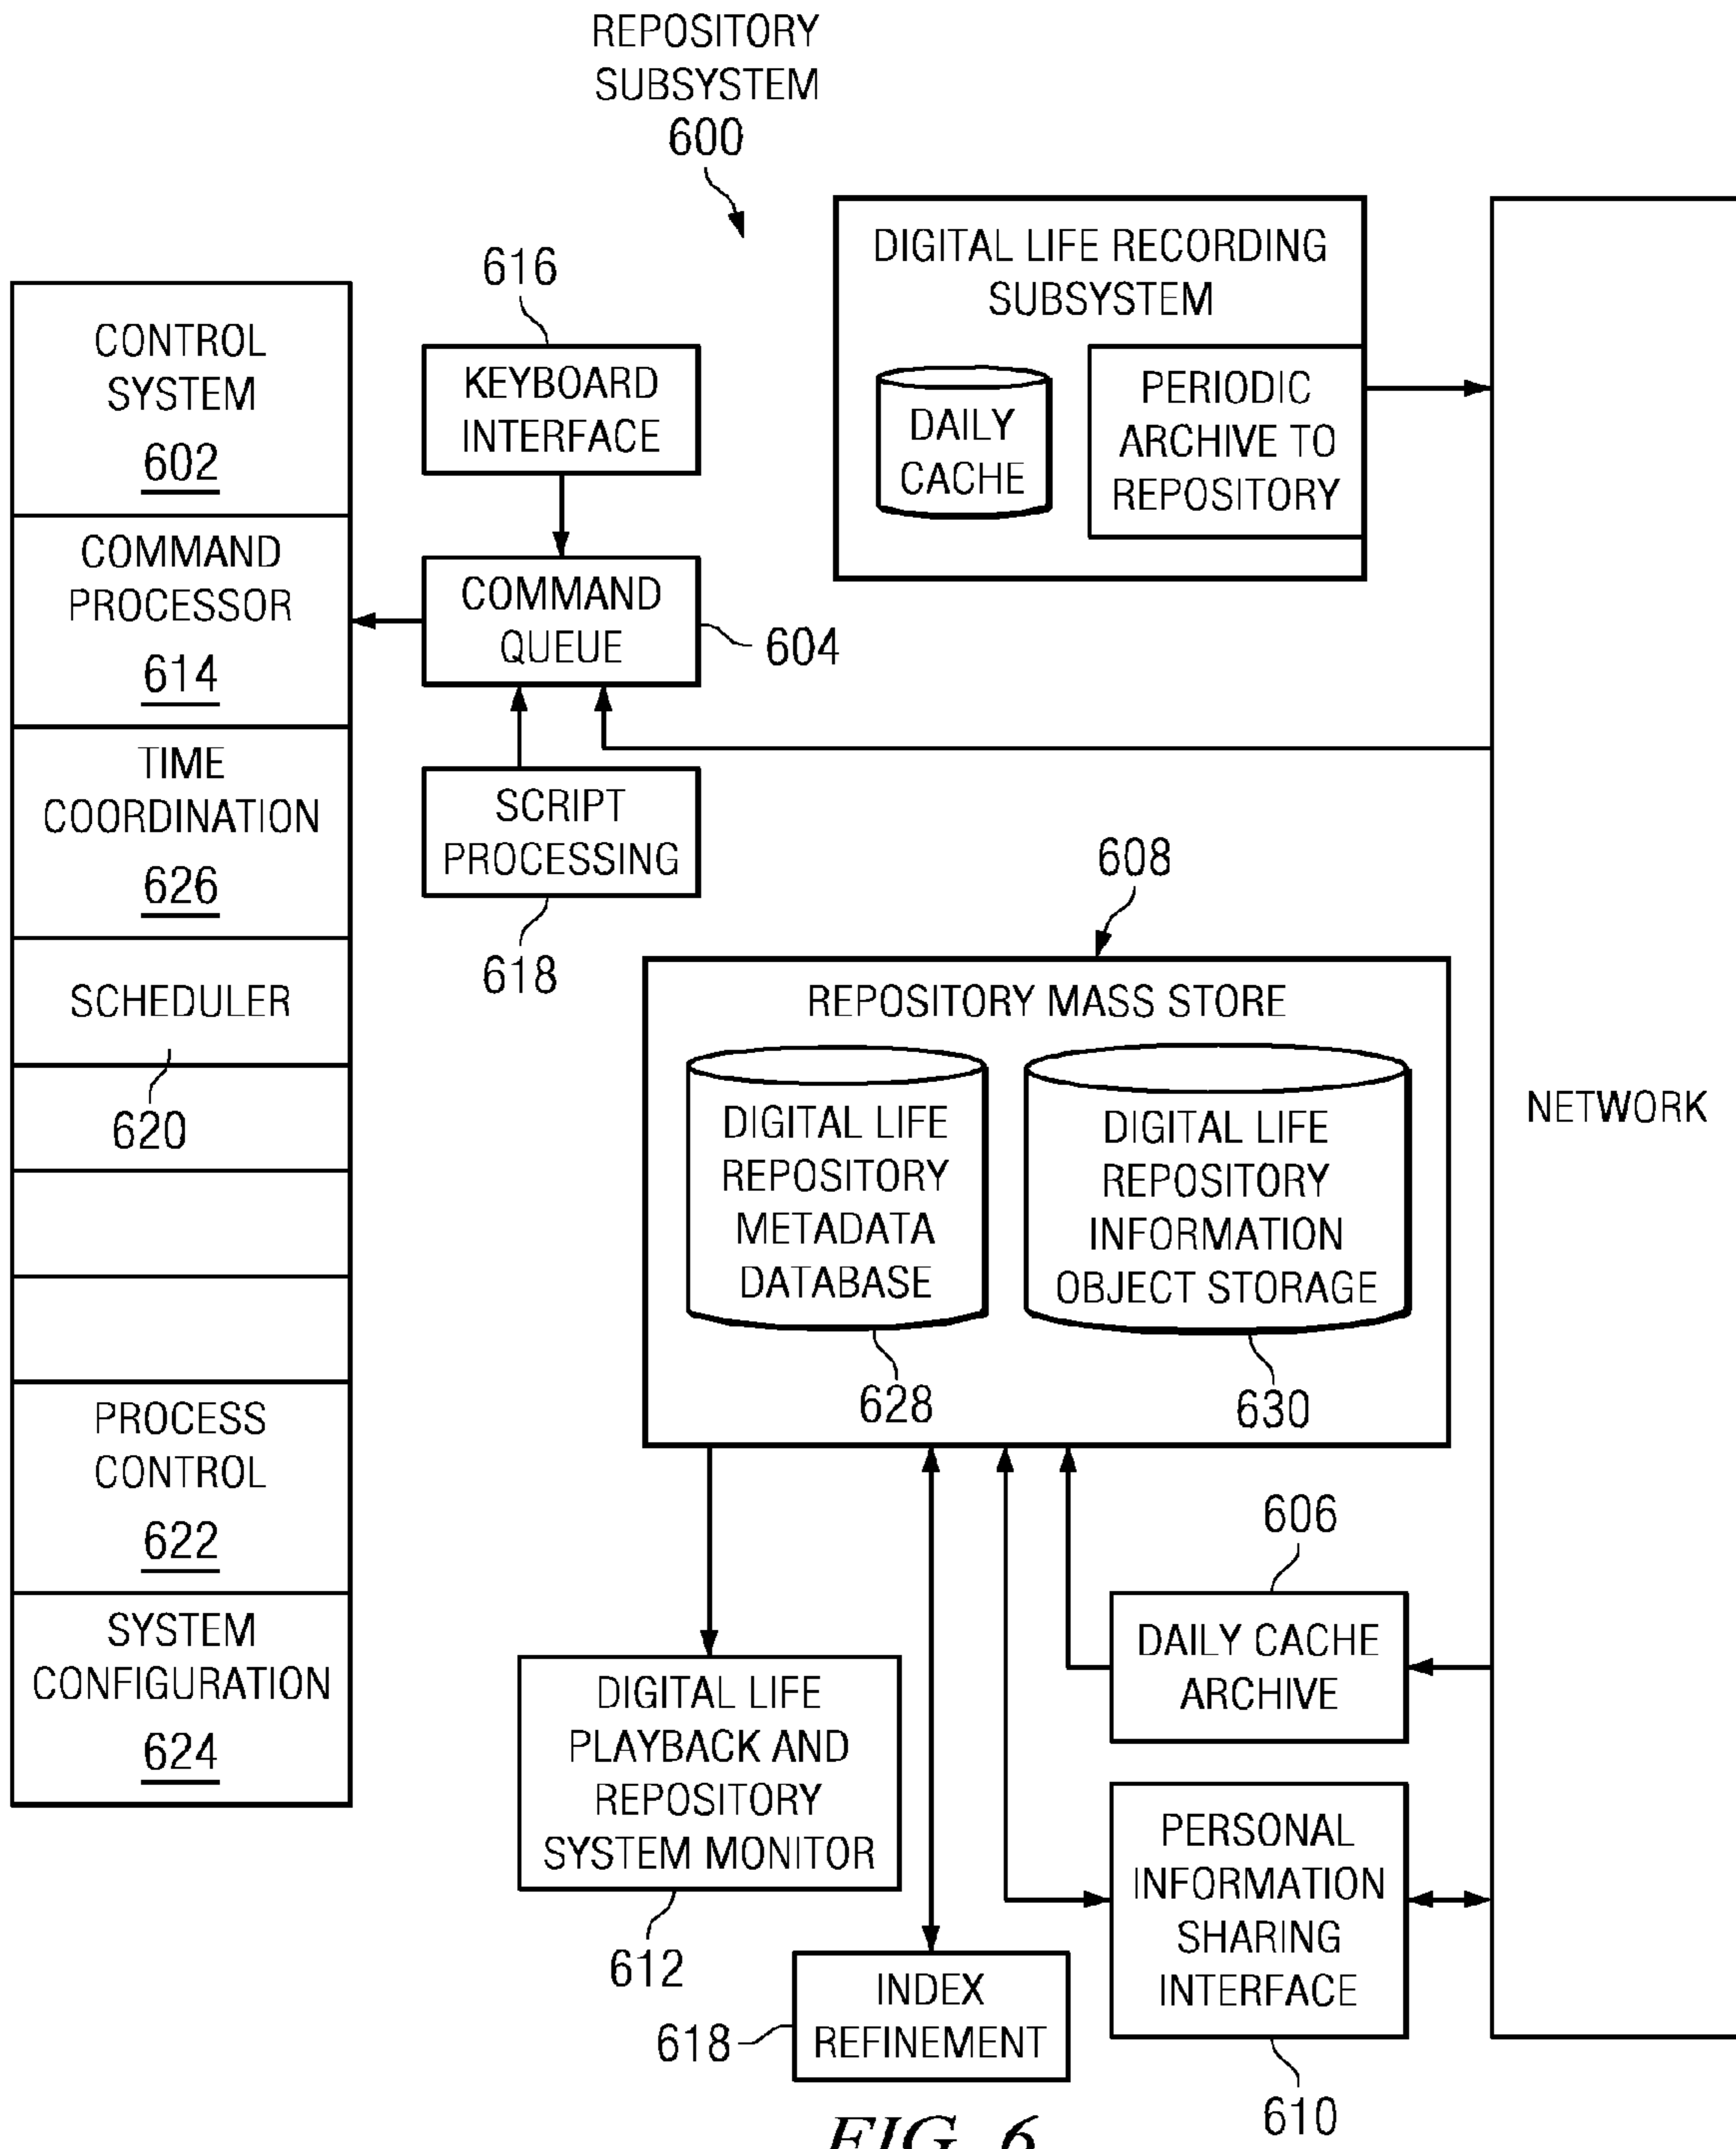 REPOSITORY
SUBSYSTEM
600
CONTROL
SYSTEM
602
COMMAND
PROCESSOR
614
TIME
COORDINATION
626
SCHEDULER
620
PROCESS
CONTROL
622
SYSTEM
CONFIGURATION
624
616
KEYBOARD
INTERFACE
COMMAND
QUEUE
604
SCRIPT
PROCESSING
618
DIGITAL LIFE RECORDING
SUBSYSTEM
DAILY
CACHE
PERIODIC
ARCHIVE TO
REPOSITORY
NETWORK
608
REPOSITORY MASS STORE
DIGITAL LIFE
REPOSITORY
METADATA
DATABASE
628
DIGITAL LIFE
REPOSITORY
INFORMATION
OBJECT STORAGE
630
606
DAILY CACHE
ARCHIVE
DIGITAL LIFE
PLAYBACK AND
REPOSITORY
SYSTEM MONITOR
612
INDEX
REFINEMENT
618
PERSONAL
INFORMATION
SHARING
INTERFACE
610
FIG. 6